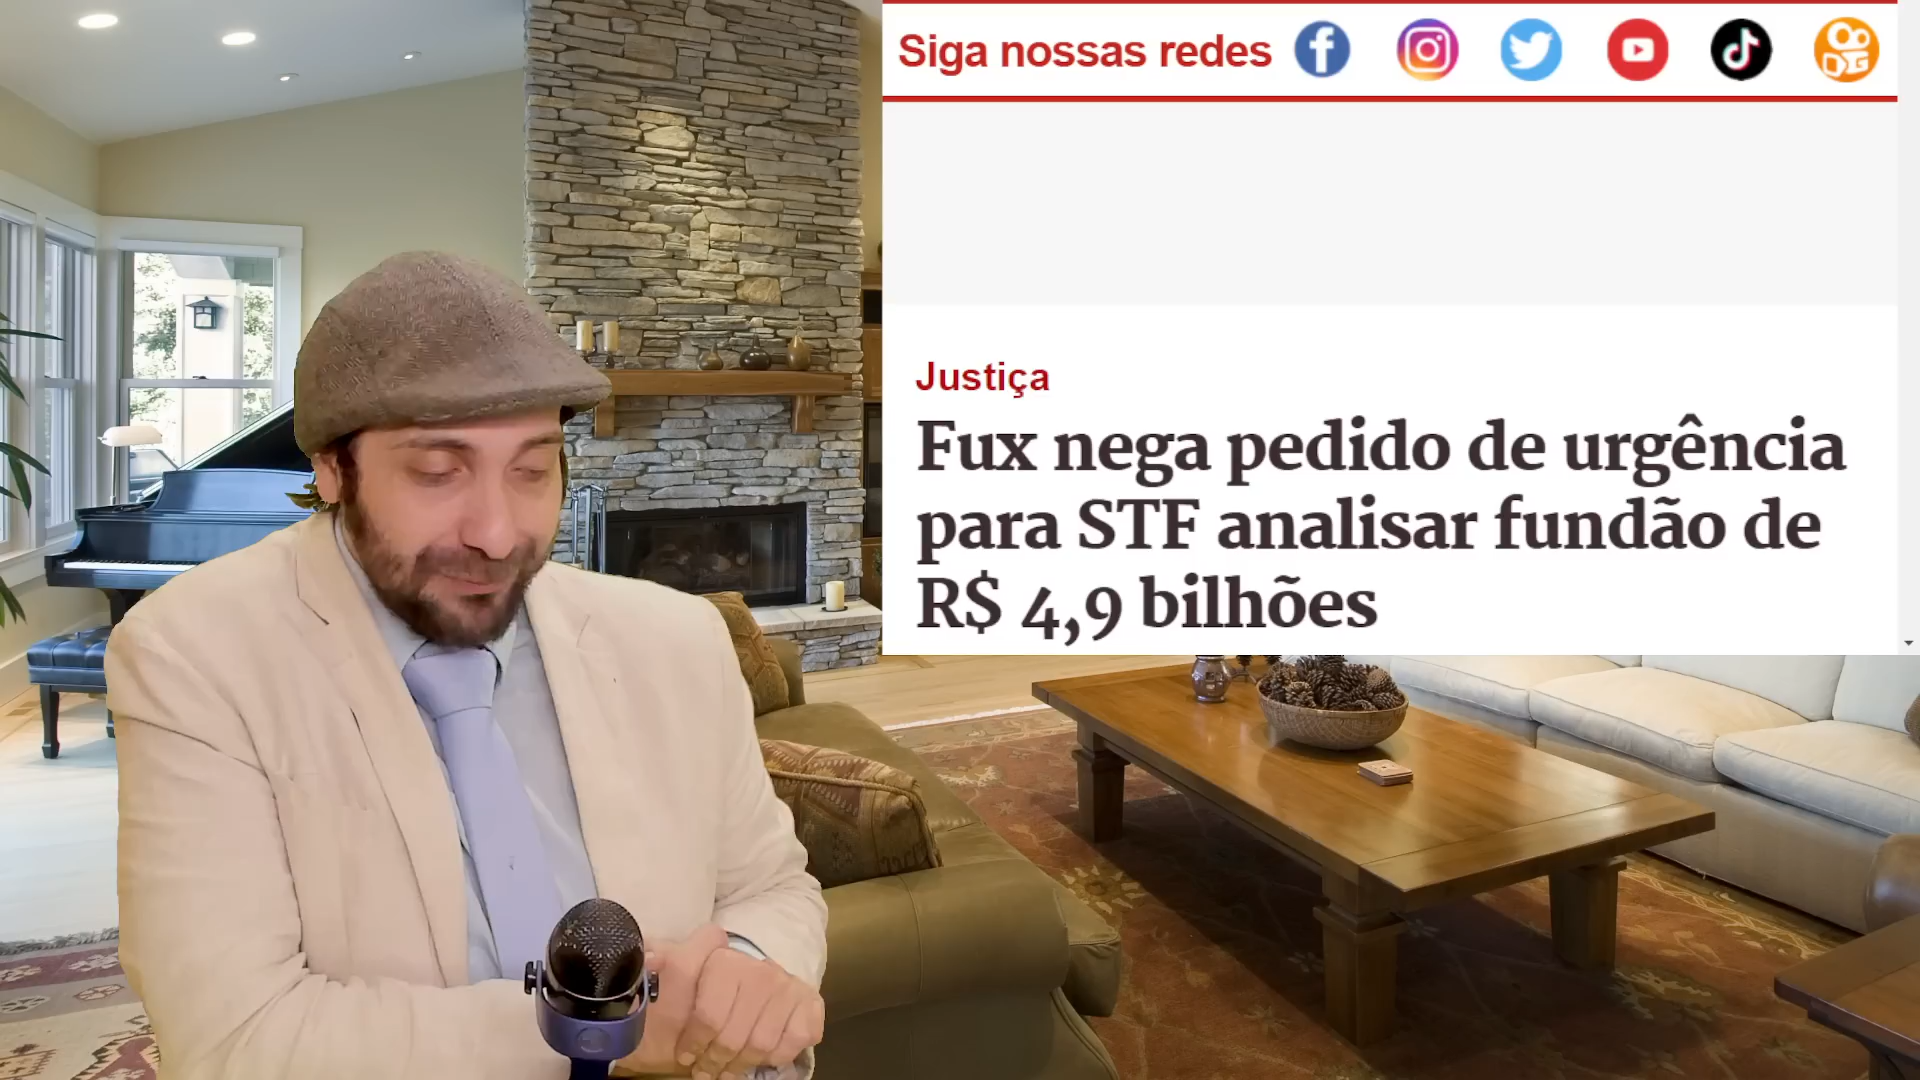 Siga nossas redes
Justiça
Fux nega pedido de urgência
para STF analisar fundão de
R$ 4,9 bilhões